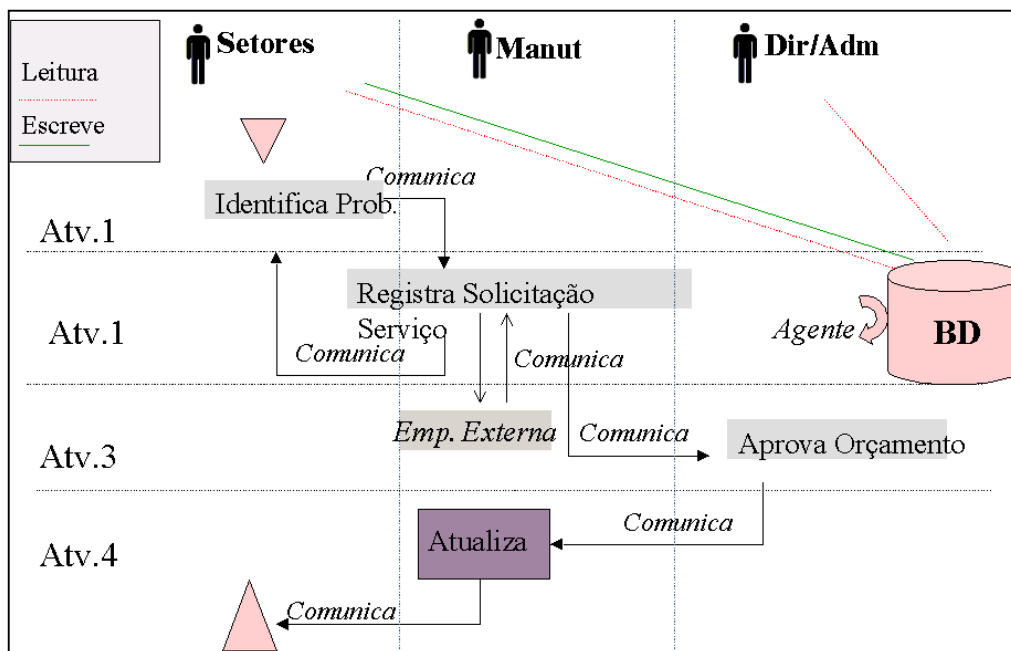 Setores
Manut
Dir/Adm
Leitura
Escreve
Comunica
Identifica Prob.
Atv.1
Registra Solicitação
Serviço
Atv.1
Comunica
Comunica
Agente
BD
Emp. Externa
Comunica
Aprova Orçamento
Atv.3
Comunica
Atualiza
Atv.4
Comunica